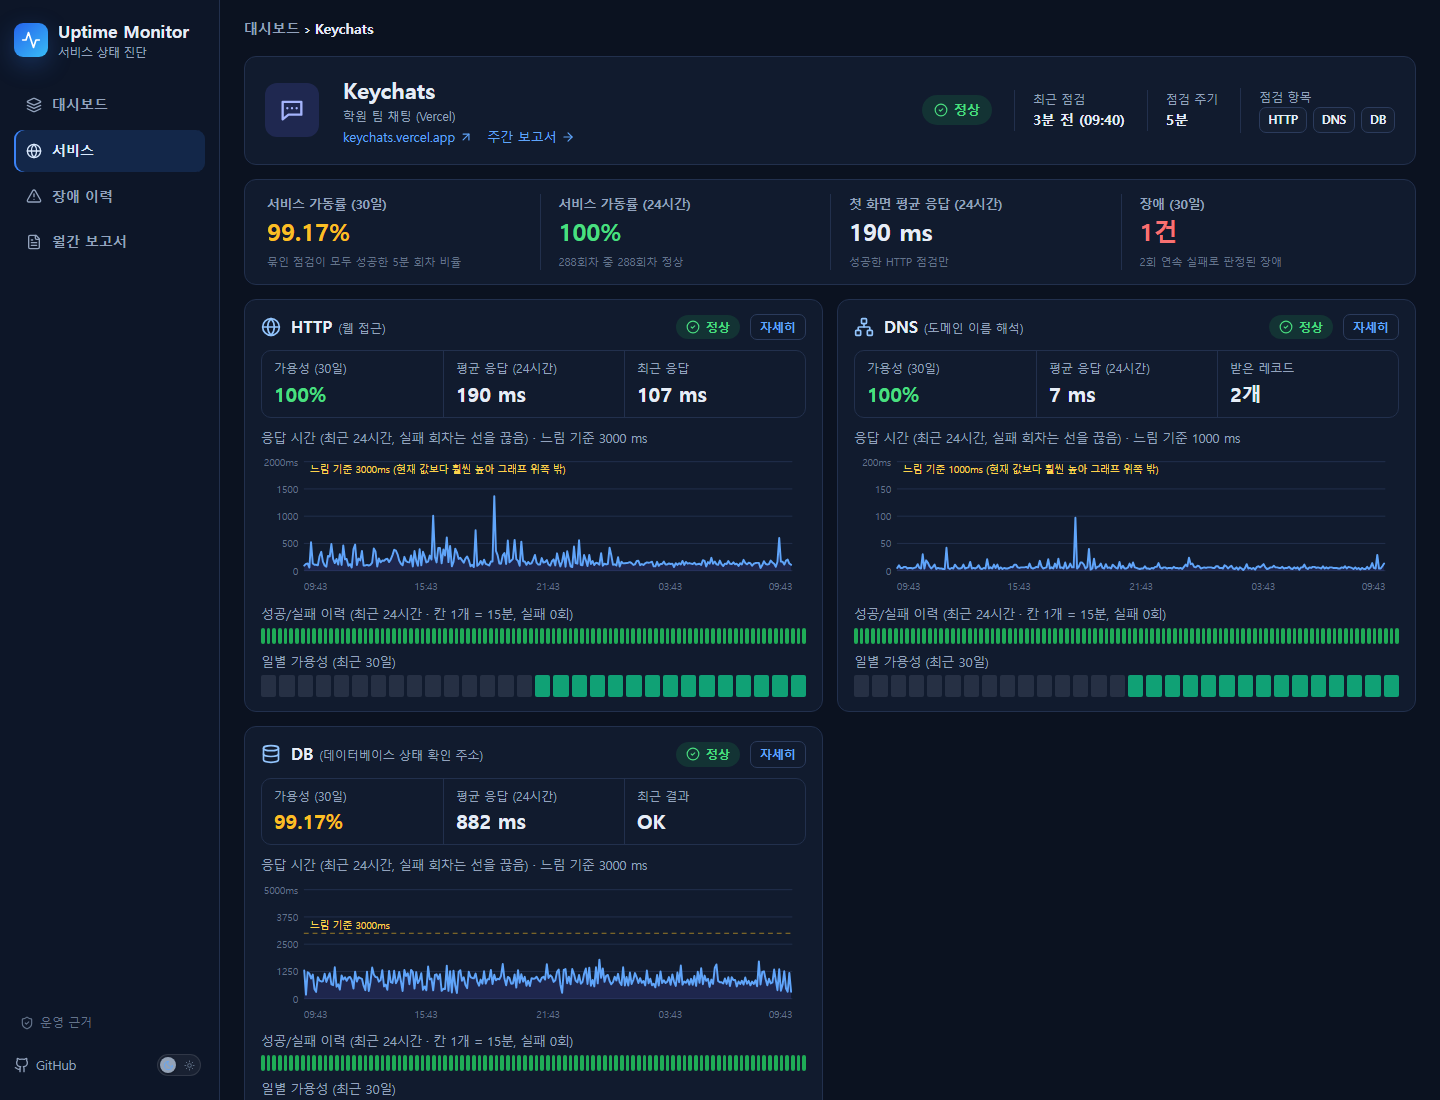 Uptime Monitor
서비스 상태 진단
대시보드
서비스
장애 이력
월간 보고서
운영 근거
GitHub
대시보드 › Keychats
Keychats
학원 팀 채팅 (Vercel)
keychats.vercel.app ↗ 주간 보고서 →
정상
최근 점검
3분 전 (09:40)
점검 주기
5분
점검 항목
HTTP DNS DB
서비스 가동률 (30일)
99.17%
묶인 점검이 모두 성공한 5분 회차 비율
서비스 가동률 (24시간)
100%
288회차 중 288회차 정상
첫 화면 평균 응답 (24시간)
190 ms
성공한 HTTP 점검만
장애 (30일)
1건
2회 연속 실패로 판정된 장애
HTTP (웹 접근)
정상
자세히
가용성 (30일)
100%
평균 응답 (24시간)
190 ms
최근 응답
107 ms
응답 시간 (최근 24시간, 실패 회차는 선을 끊음) · 느림 기준 3000 ms
느림 기준 3000ms (현재 값보다 훨씬 높아 그래프 위쪽 밖)
2000ms
1500
1000
500
0
09:43 15:43 21:43 03:43 09:43
성공/실패 이력 (최근 24시간 · 칸 1개 = 15분, 실패 0회)
일별 가용성 (최근 30일)
DNS (도메인 이름 해석)
정상
자세히
가용성 (30일)
100%
평균 응답 (24시간)
7 ms
받은 레코드
2개
응답 시간 (최근 24시간, 실패 회차는 선을 끊음) · 느림 기준 1000 ms
느림 기준 1000ms (현재 값보다 훨씬 높아 그래프 위쪽 밖)
200ms
150
100
50
0
09:43 15:43 21:43 03:43 09:43
성공/실패 이력 (최근 24시간 · 칸 1개 = 15분, 실패 0회)
일별 가용성 (최근 30일)
DB (데이터베이스 상태 확인 주소)
정상
자세히
가용성 (30일)
99.17%
평균 응답 (24시간)
882 ms
최근 결과
OK
응답 시간 (최근 24시간, 실패 회차는 선을 끊음) · 느림 기준 3000 ms
5000ms
3750
느림 기준 3000ms
2500
1250
0
09:43 15:43 21:43 03:43 09:43
성공/실패 이력 (최근 24시간 · 칸 1개 = 15분, 실패 0회)
일별 가용성 (최근 30일)